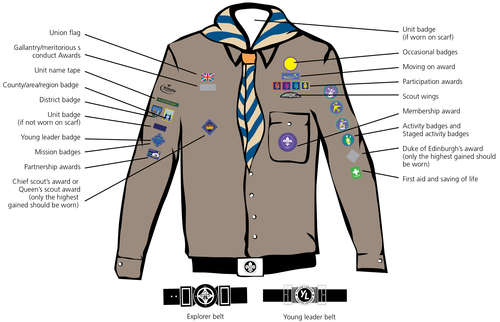 Union flag
Gallantry/meritorious s
conduct Awards
Unit name tape
County/area/region badge
District badge
Unit badge
(if not worn on scarf)
Young leader badge
Mission badges
Partnership awards
Chief scout's award or
Queen's scout award
(only the highest
gained should be worn)
Unit badge
(if worn on scarf)
Occasional badges
Moving on award
Participation awards
Scout wings
Membership award
Activity badges and
Staged activity badges
Duke of Edinburgh's award
(only the highest gained should
be worn)
First aid and saving of life
YL
Explorer belt
Young leader belt